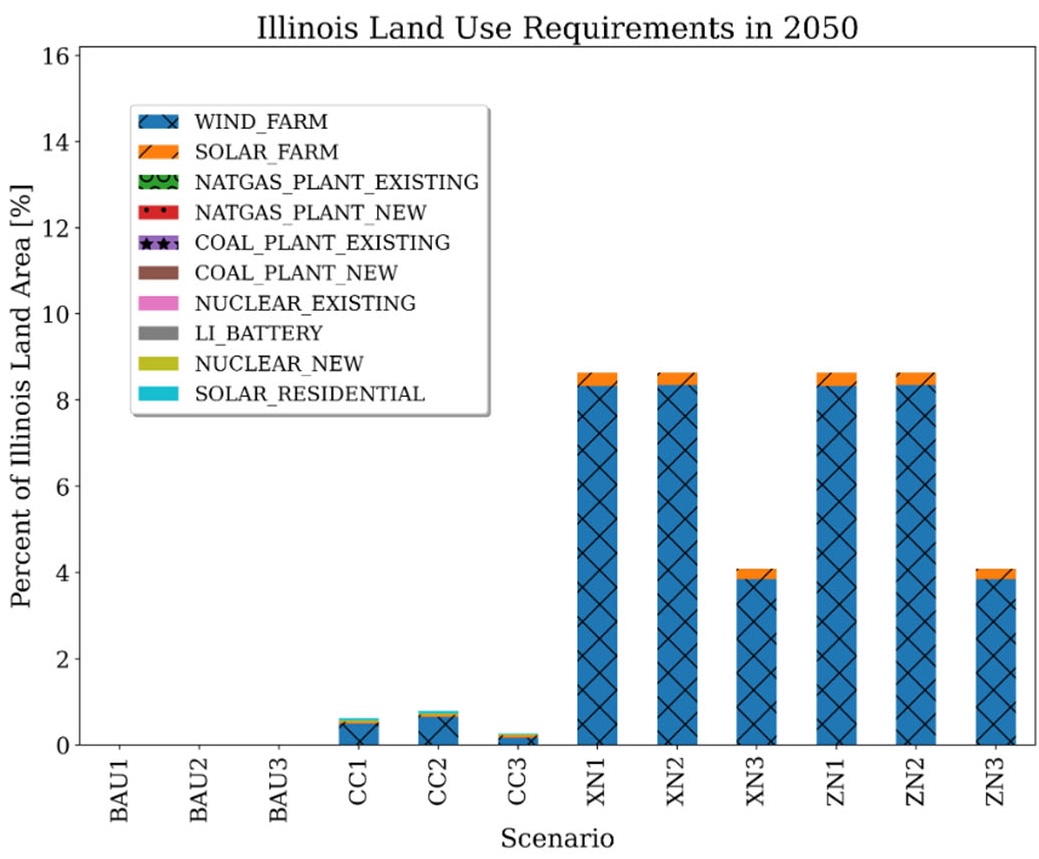 Illinois Land Use Requirements in 2050
Percent of Illinois Land Area [%]
16
14
12
10
8
6
4
2
0
WIND_FARM
SOLAR_FARM
NATGAS_PLANT_EXISTING
NATGAS_PLANT_NEW
COAL_PLANT_EXISTING
COAL_PLANT_NEW
NUCLEAR_EXISTING
LI_BATTERY
NUCLEAR_NEW
SOLAR_RESIDENTIAL
BAU1
BAU2
BAU3
CC1
CC2
CC3
XN1
XN2
XN3
ZN1
ZN2
ZN3
Scenario